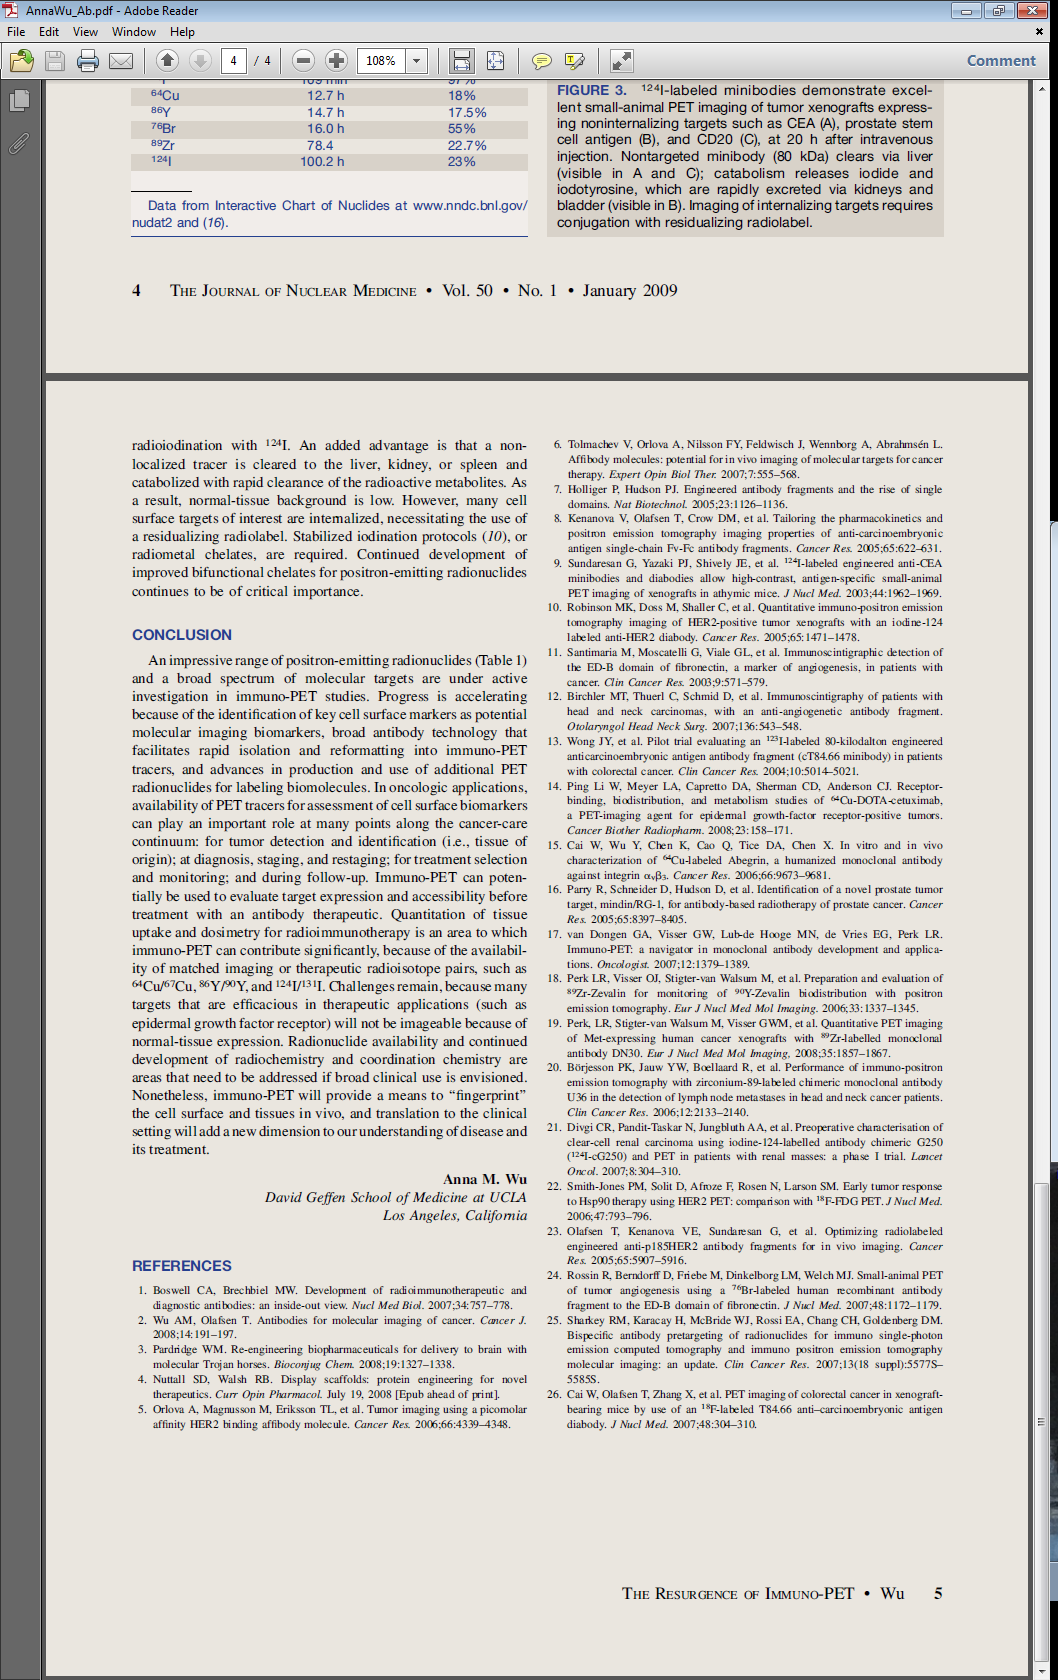 AnnaWu_Ab.pdf - Adobe Reader
File Edit View Window Help
4 / 4 108% Comment
109 min 97%
⁶⁴Cu 12.7 h 18%
⁸⁶Y 14.7 h 17.5%
⁷⁶Br 16.0 h 55%
⁸⁹Zr 78.4 22.7%
¹²⁴I 100.2 h 23%
Data from Interactive Chart of Nuclides at www.nndc.bnl.gov/
nudat2 and (16).
FIGURE 3. ¹²⁴I-labeled minibodies demonstrate excel-
lent small-animal PET imaging of tumor xenografts express-
ing noninternalizing targets such as CEA (A), prostate stem
cell antigen (B), and CD20 (C), at 20 h after intravenous
injection. Nontargeted minibody (80 kDa) clears via liver
(visible in A and C); catabolism releases iodide and
iodotyrosine, which are rapidly excreted via kidneys and
bladder (visible in B). Imaging of internalizing targets requires
conjugation with residualizing radiolabel.
4 THE JOURNAL OF NUCLEAR MEDICINE • Vol. 50 • No. 1 • January 2009
radioiodination with ¹²⁴I. An added advantage is that a non-
localized tracer is cleared to the liver, kidney, or spleen and
catabolized with rapid clearance of the radioactive metabolites. As
a result, normal-tissue background is low. However, many cell
surface targets of interest are internalized, necessitating the use of
a residualizing radiolabel. Stabilized iodination protocols (10), or
radiometal chelates, are required. Continued development of
improved bifunctional chelates for positron-emitting radionuclides
continues to be of critical importance.
CONCLUSION
An impressive range of positron-emitting radionuclides (Table 1)
and a broad spectrum of molecular targets are under active
investigation in immuno-PET studies. Progress is accelerating
because of the identification of key cell surface markers as potential
molecular imaging biomarkers, broad antibody technology that
facilitates rapid isolation and reformatting into immuno-PET
tracers, and advances in production and use of additional PET
radionuclides for labeling biomolecules. In oncologic applications,
availability of PET tracers for assessment of cell surface biomarkers
can play an important role at many points along the cancer-care
continuum: for tumor detection and identification (i.e., tissue of
origin); at diagnosis, staging, and restaging; for treatment selection
and monitoring; and during follow-up. Immuno-PET can poten-
tially be used to evaluate target expression and accessibility before
treatment with an antibody therapeutic. Quantitation of tissue
uptake and dosimetry for radioimmunotherapy is an area to which
immuno-PET can contribute significantly, because of the availabil-
ity of matched imaging or therapeutic radioisotope pairs, such as
⁶⁴Cu/⁶⁷Cu, ⁸⁶Y/⁹⁰Y, and ¹²⁴I/¹³¹I. Challenges remain, because many
targets that are efficacious in therapeutic applications (such as
epidermal growth factor receptor) will not be imageable because of
normal-tissue expression. Radionuclide availability and continued
development of radiochemistry and coordination chemistry are
areas that need to be addressed if broad clinical use is envisioned.
Nonetheless, immuno-PET will provide a means to “fingerprint”
the cell surface and tissues in vivo, and translation to the clinical
setting will add a new dimension to our understanding of disease and
its treatment.
Anna M. Wu
David Geffen School of Medicine at UCLA
Los Angeles, California
REFERENCES
1. Boswell CA, Brechbiel MW. Development of radioimmunotherapeutic and
diagnostic antibodies: an inside-out view. Nucl Med Biol. 2007;34:757–778.
2. Wu AM, Olafsen T. Antibodies for molecular imaging of cancer. Cancer J.
2008;14:191–197.
3. Pardridge WM. Re-engineering biopharmaceuticals for delivery to brain with
molecular Trojan horses. Bioconjug Chem. 2008;19:1327–1338.
4. Nuttall SD, Walsh RB. Display scaffolds: protein engineering for novel
therapeutics. Curr Opin Pharmacol. July 19, 2008 [Epub ahead of print].
5. Orlova A, Magnusson M, Eriksson TL, et al. Tumor imaging using a picomolar
affinity HER2 binding affibody molecule. Cancer Res. 2006;66:4339–4348.
6. Tolmachev V, Orlova A, Nilsson FY, Feldwisch J, Wennborg A, Abrahmsén L.
Affibody molecules: potential for in vivo imaging of molecular targets for cancer
therapy. Expert Opin Biol Ther. 2007;7:555–568.
7. Holliger P, Hudson PJ. Engineered antibody fragments and the rise of single
domains. Nat Biotechnol. 2005;23:1126–1136.
8. Kenanova V, Olafsen T, Crow DM, et al. Tailoring the pharmacokinetics and
positron emission tomography imaging properties of anti-carcinoembryonic
antigen single-chain Fv-Fc antibody fragments. Cancer Res. 2005;65:622–631.
9. Sundaresan G, Yazaki PJ, Shively JE, et al. ¹²⁴I-labeled engineered anti-CEA
minibodies and diabodies allow high-contrast, antigen-specific small-animal
PET imaging of xenografts in athymic mice. J Nucl Med. 2003;44:1962–1969.
10. Robinson MK, Doss M, Shaller C, et al. Quantitative immuno-positron emission
tomography imaging of HER2-positive tumor xenografts with an iodine-124
labeled anti-HER2 diabody. Cancer Res. 2005;65:1471–1478.
11. Santimaria M, Moscatelli G, Viale GL, et al. Immunoscintigraphic detection of
the ED-B domain of fibronectin, a marker of angiogenesis, in patients with
cancer. Clin Cancer Res. 2003;9:571–579.
12. Birchler MT, Thuerl C, Schmid D, et al. Immunoscintigraphy of patients with
head and neck carcinomas, with an anti-angiogenetic antibody fragment.
Otolaryngol Head Neck Surg. 2007;136:543–548.
13. Wong JY, et al. Pilot trial evaluating an ¹²³I-labeled 80-kilodalton engineered
anticarcinoembryonic antigen antibody fragment (cT84.66 minibody) in patients
with colorectal cancer. Clin Cancer Res. 2004;10:5014–5021.
14. Ping Li W, Meyer LA, Capretto DA, Sherman CD, Anderson CJ. Receptor-
binding, biodistribution, and metabolism studies of ⁶⁴Cu-DOTA-cetuximab,
a PET-imaging agent for epidermal growth-factor receptor-positive tumors.
Cancer Biother Radiopharm. 2008;23:158–171.
15. Cai W, Wu Y, Chen K, Cao Q, Tice DA, Chen X. In vitro and in vivo
characterization of ⁶⁴Cu-labeled Abegrin, a humanized monoclonal antibody
against integrin αvβ3. Cancer Res. 2006;66:9673–9681.
16. Parry R, Schneider D, Hudson D, et al. Identification of a novel prostate tumor
target, mindin/RG-1, for antibody-based radiotherapy of prostate cancer. Cancer
Res. 2005;65:8397–8405.
17. van Dongen GA, Visser GW, Lub-de Hooge MN, de Vries EG, Perk LR.
Immuno-PET: a navigator in monoclonal antibody development and applica-
tions. Oncologist. 2007;12:1379–1389.
18. Perk LR, Visser OJ, Stigter-van Walsum M, et al. Preparation and evaluation of
⁸⁹Zr-Zevalin for monitoring of ⁹⁰Y-Zevalin biodistribution with positron
emission tomography. Eur J Nucl Med Mol Imaging. 2006;33:1337–1345.
19. Perk, LR, Stigter-van Walsum M, Visser GWM, et al. Quantitative PET imaging
of Met-expressing human cancer xenografts with ⁸⁹Zr-labelled monoclonal
antibody DN30. Eur J Nucl Med Mol Imaging, 2008;35:1857–1867.
20. Börjesson PK, Jauw YW, Boellaard R, et al. Performance of immuno-positron
emission tomography with zirconium-89-labeled chimeric monoclonal antibody
U36 in the detection of lymph node metastases in head and neck cancer patients.
Clin Cancer Res. 2006;12:2133–2140.
21. Divgi CR, Pandit-Taskar N, Jungbluth AA, et al. Preoperative characterisation of
clear-cell renal carcinoma using iodine-124-labelled antibody chimeric G250
(¹²⁴I-cG250) and PET in patients with renal masses: a phase I trial. Lancet
Oncol. 2007;8:304–310.
22. Smith-Jones PM, Solit D, Afroze F, Rosen N, Larson SM. Early tumor response
to Hsp90 therapy using HER2 PET: comparison with ¹⁸F-FDG PET. J Nucl Med.
2006;47:793–796.
23. Olafsen T, Kenanova VE, Sundaresan G, et al. Optimizing radiolabeled
engineered anti-p185HER2 antibody fragments for in vivo imaging. Cancer
Res. 2005;65:5907–5916.
24. Rossin R, Berndorff D, Friebe M, Dinkelborg LM, Welch MJ. Small-animal PET
of tumor angiogenesis using a ⁷⁶Br-labeled human recombinant antibody
fragment to the ED-B domain of fibronectin. J Nucl Med. 2007;48:1172–1179.
25. Sharkey RM, Karacay H, McBride WJ, Rossi EA, Chang CH, Goldenberg DM.
Bispecific antibody pretargeting of radionuclides for immuno single-photon
emission computed tomography and immuno positron emission tomography
molecular imaging: an update. Clin Cancer Res. 2007;13(18 suppl):5577S–
5585S.
26. Cai W, Olafsen T, Zhang X, et al. PET imaging of colorectal cancer in xenograft-
bearing mice by use of an ¹⁸F-labeled T84.66 anti–carcinoembryonic antigen
diabody. J Nucl Med. 2007;48:304–310.
THE RESURGENCE OF IMMUNO-PET • Wu 5